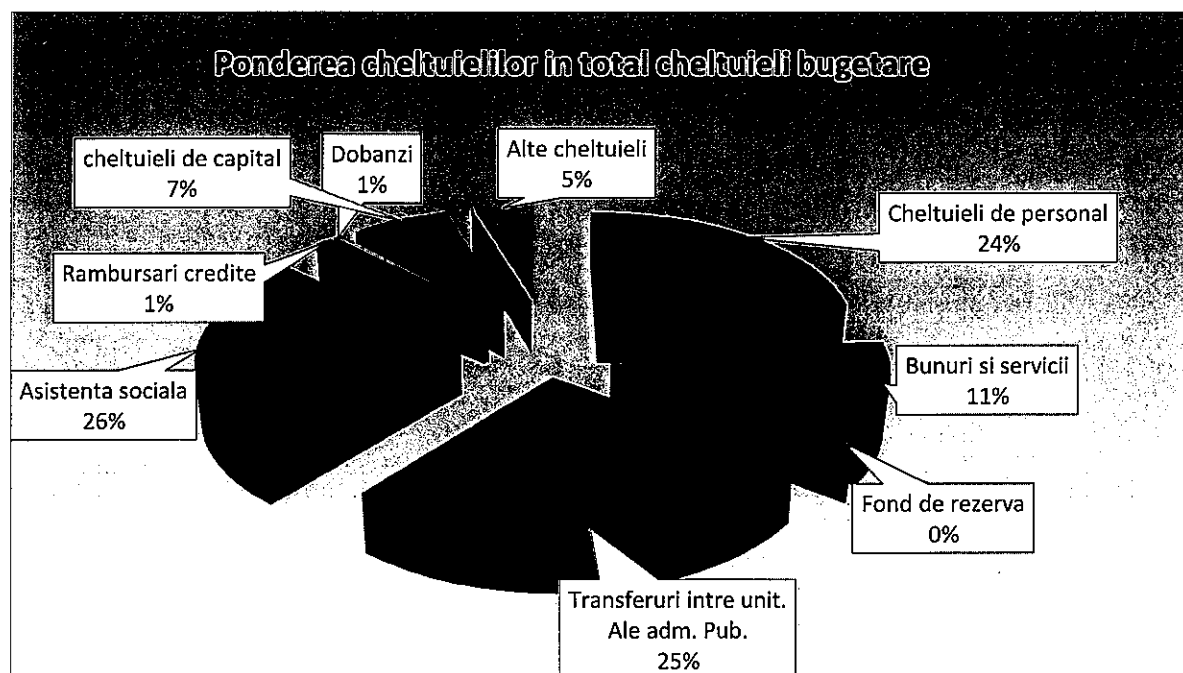 Ponderea cheltuielilor in total cheltuieli bugetare
cheltuieli de capital
7%
Dobanzi
1%
Alte cheltuieli
5%
Cheltuieli de personal
24%
Rambursari credite
1%
Bunuri si servicii
11%
Asistenta sociala
26%
Fond de rezerva
0%
Transferuri intre unit.
Ale adm. Pub.
25%